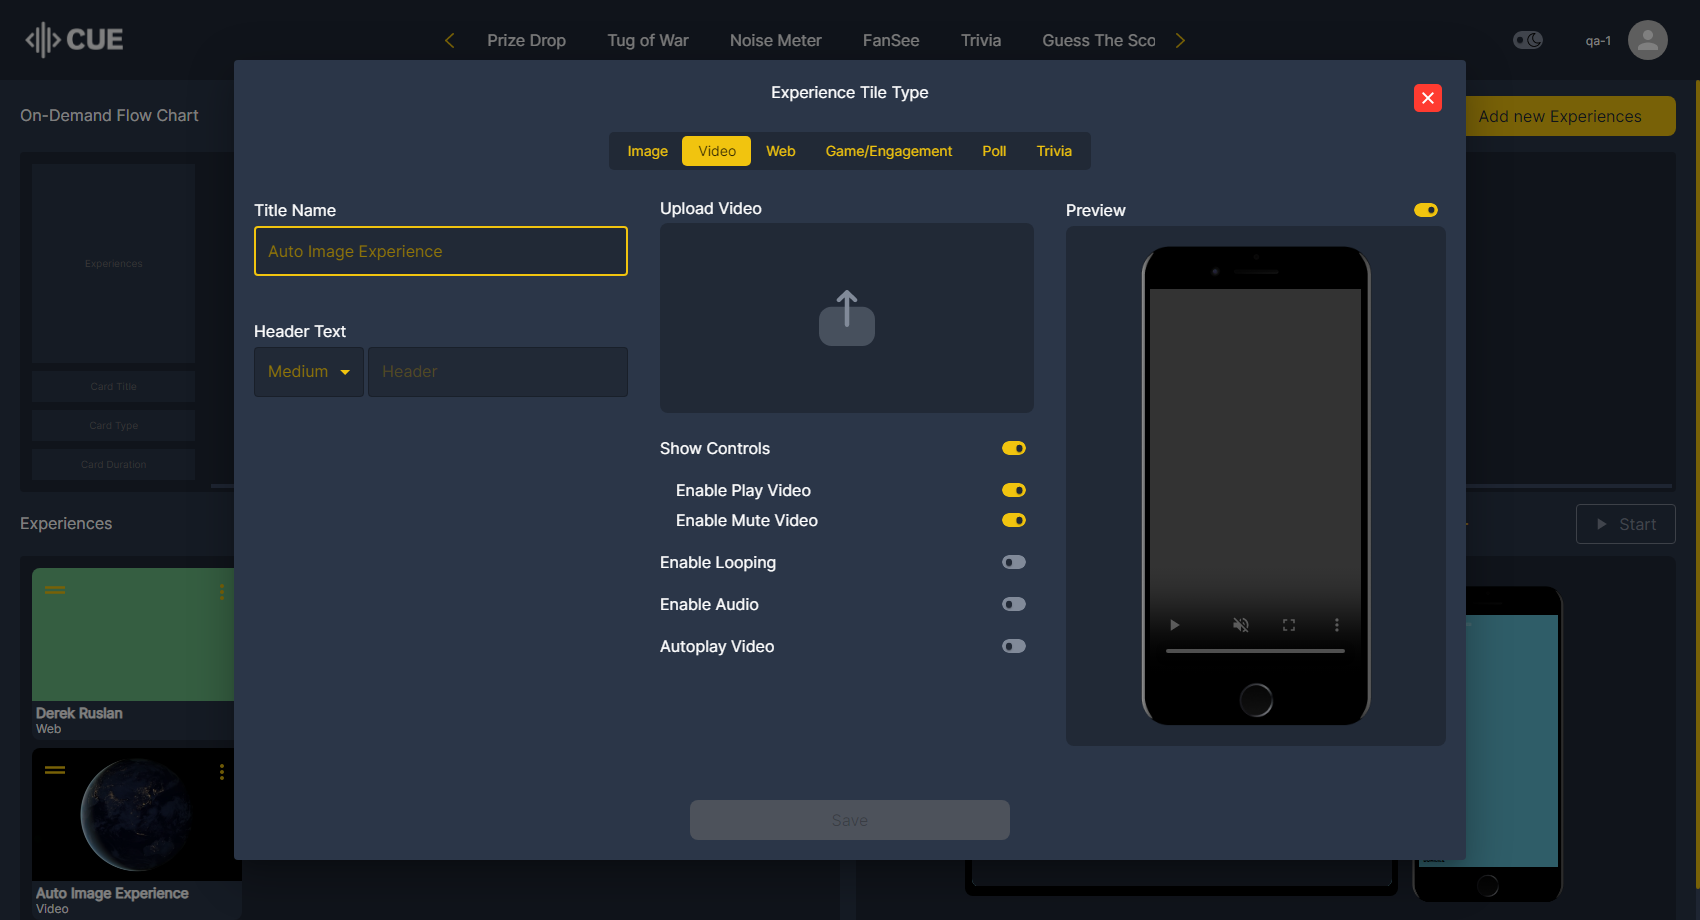 CUE
Prize Drop
Tug of War
Noise Meter
FanSee
Trivia
Guess The Sco
qa-1
On-Demand Flow Chart
Add new Experiences
Experiences
Card Title
Card Type
Card Duration
Experiences
Start
Derek Ruslan
Web
Auto Image Experience
Video
Experience Tile Type
Image
Video
Web
Game/Engagement
Poll
Trivia
Title Name
Auto Image Experience
Header Text
Medium
Header
Upload Video
Show Controls
Enable Play Video
Enable Mute Video
Enable Looping
Enable Audio
Autoplay Video
Preview
Save